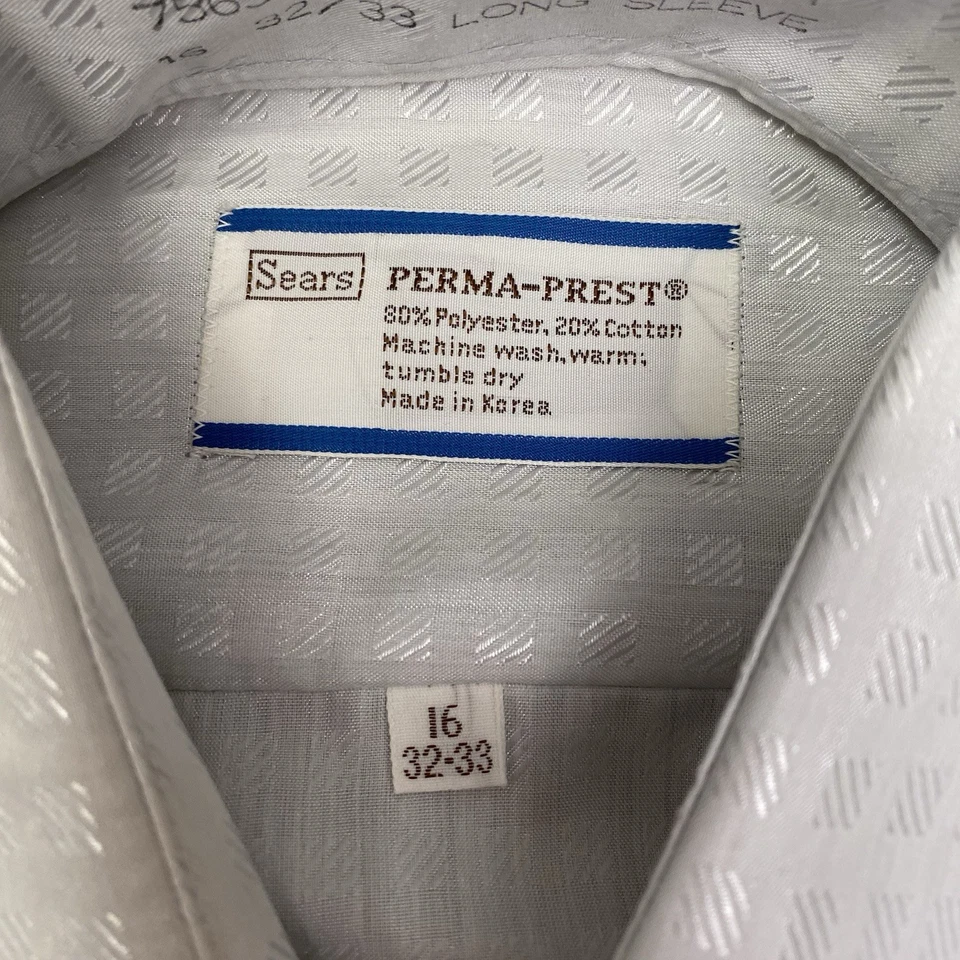 32/33 LONG SLEEVE
16
Sears PERMA-PREST®
80% Polyester, 20% Cotton
Machine wash, warm;
tumble dry
Made in Korea
16
32-33